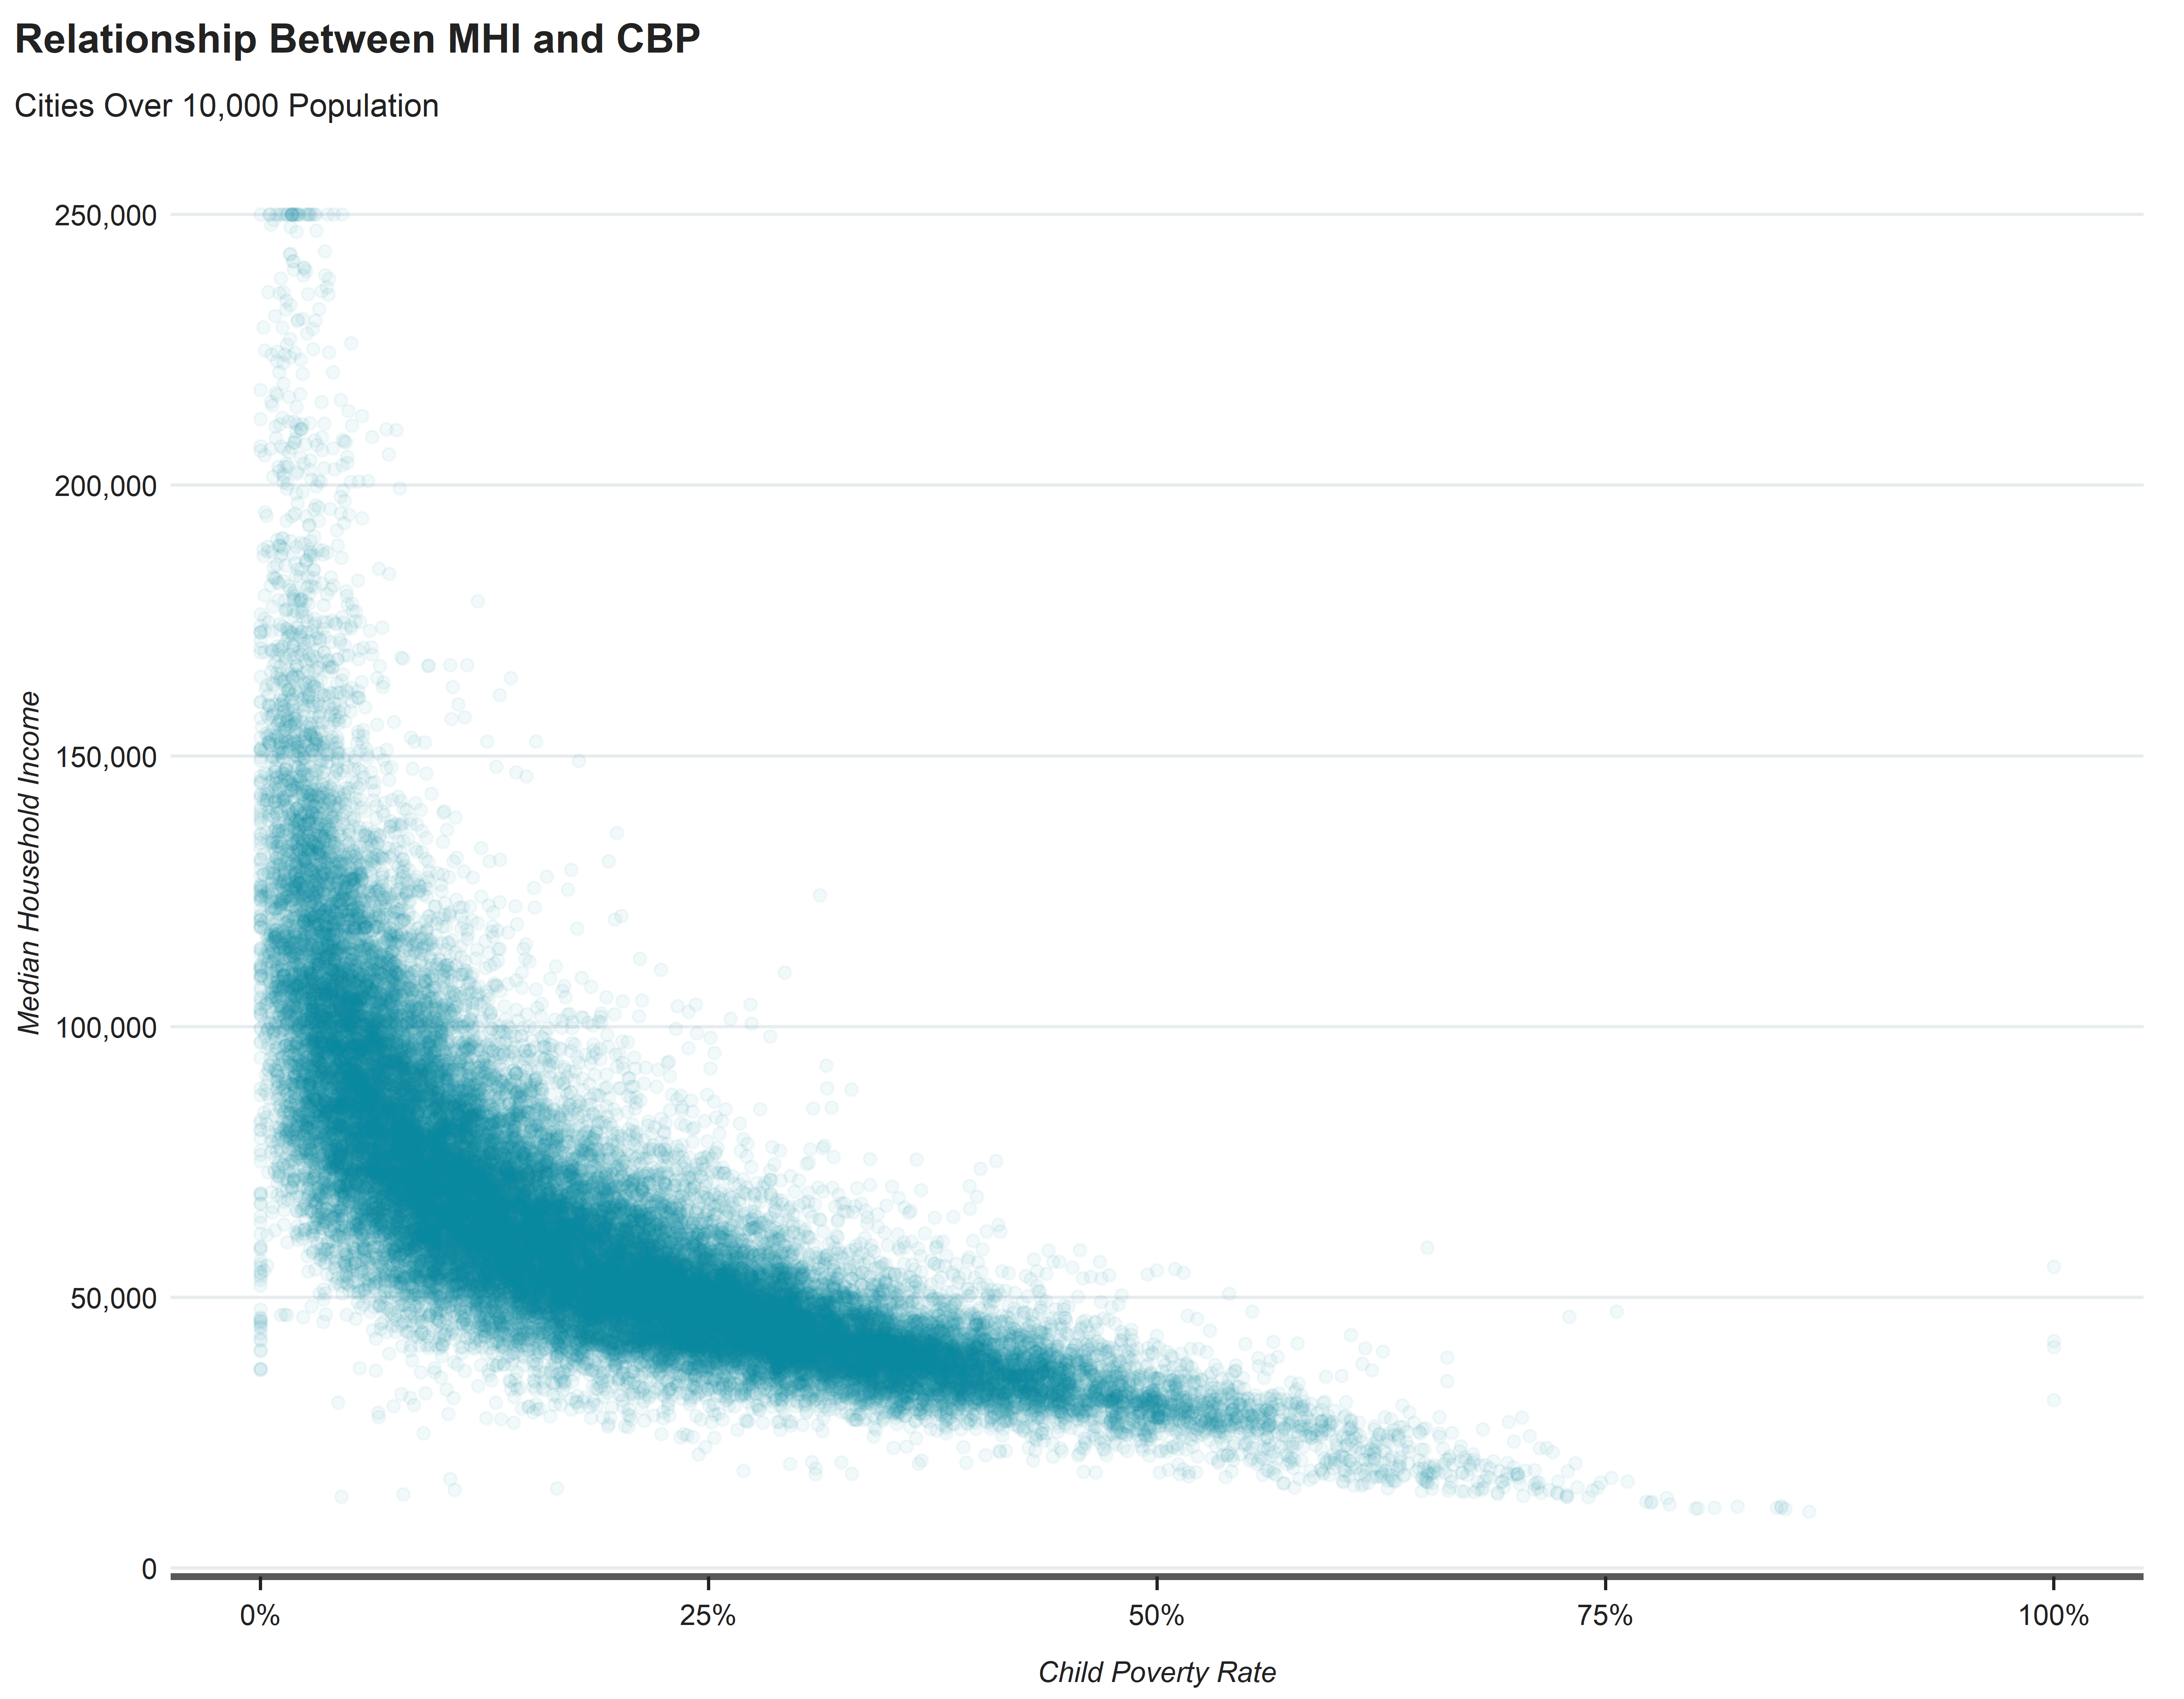 Relationship Between MHI and CBP
Cities Over 10,000 Population
250,000
200,000
150,000
100,000
50,000
0
Median Household Income
0% 25% 50% 75% 100%
Child Poverty Rate